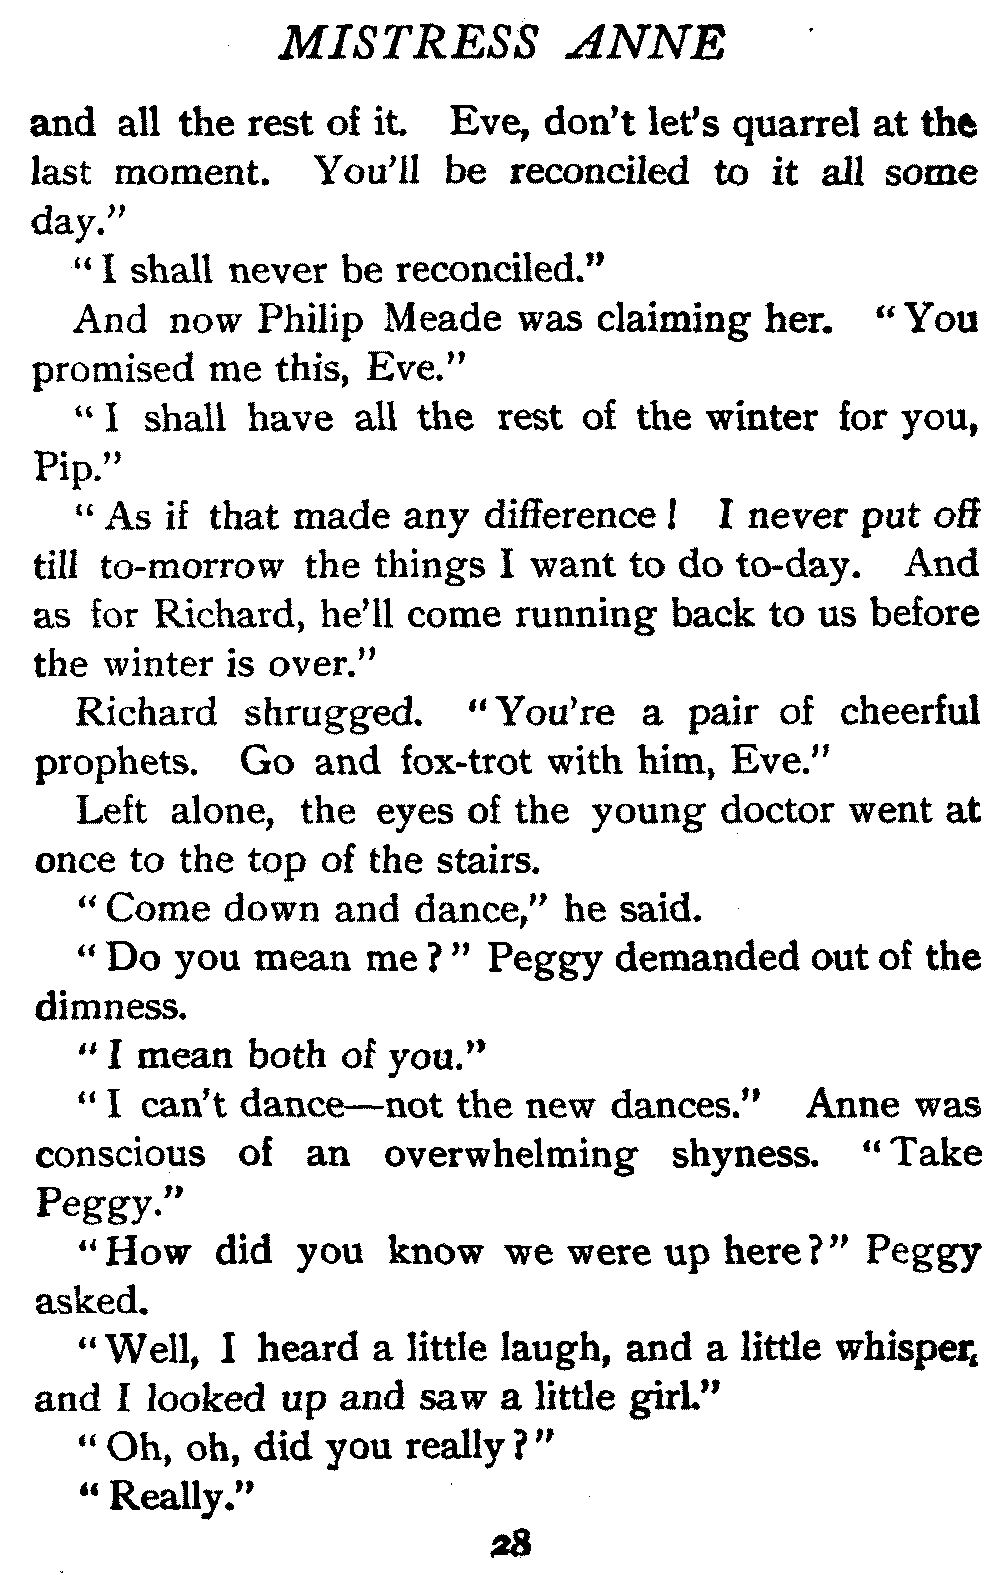 MISTRESS ANNE
and all the rest of it. Eve, don't let's quarrel at the
last moment. You'll be reconciled to it all some
day."
"I shall never be reconciled."
And now Philip Meade was claiming her. "You
promised me this, Eve."
"I shall have all the rest of the winter for you,
Pip."
"As if that made any difference! I never put off
till to-morrow the things I want to do to-day. And
as for Richard, he'll come running back to us before
the winter is over."
Richard shrugged. "You're a pair of cheerful
prophets. Go and fox-trot with him, Eve."
Left alone, the eyes of the young doctor went at
once to the top of the stairs.
"Come down and dance," he said.
"Do you mean me?" Peggy demanded out of the
dimness.
"I mean both of you."
"I can't dance—not the new dances." Anne was
conscious of an overwhelming shyness. "Take
Peggy."
"How did you know we were up here?" Peggy
asked.
"Well, I heard a little laugh, and a little whisper,
and I looked up and saw a little girl."
"Oh, oh, did you really?"
"Really."
28